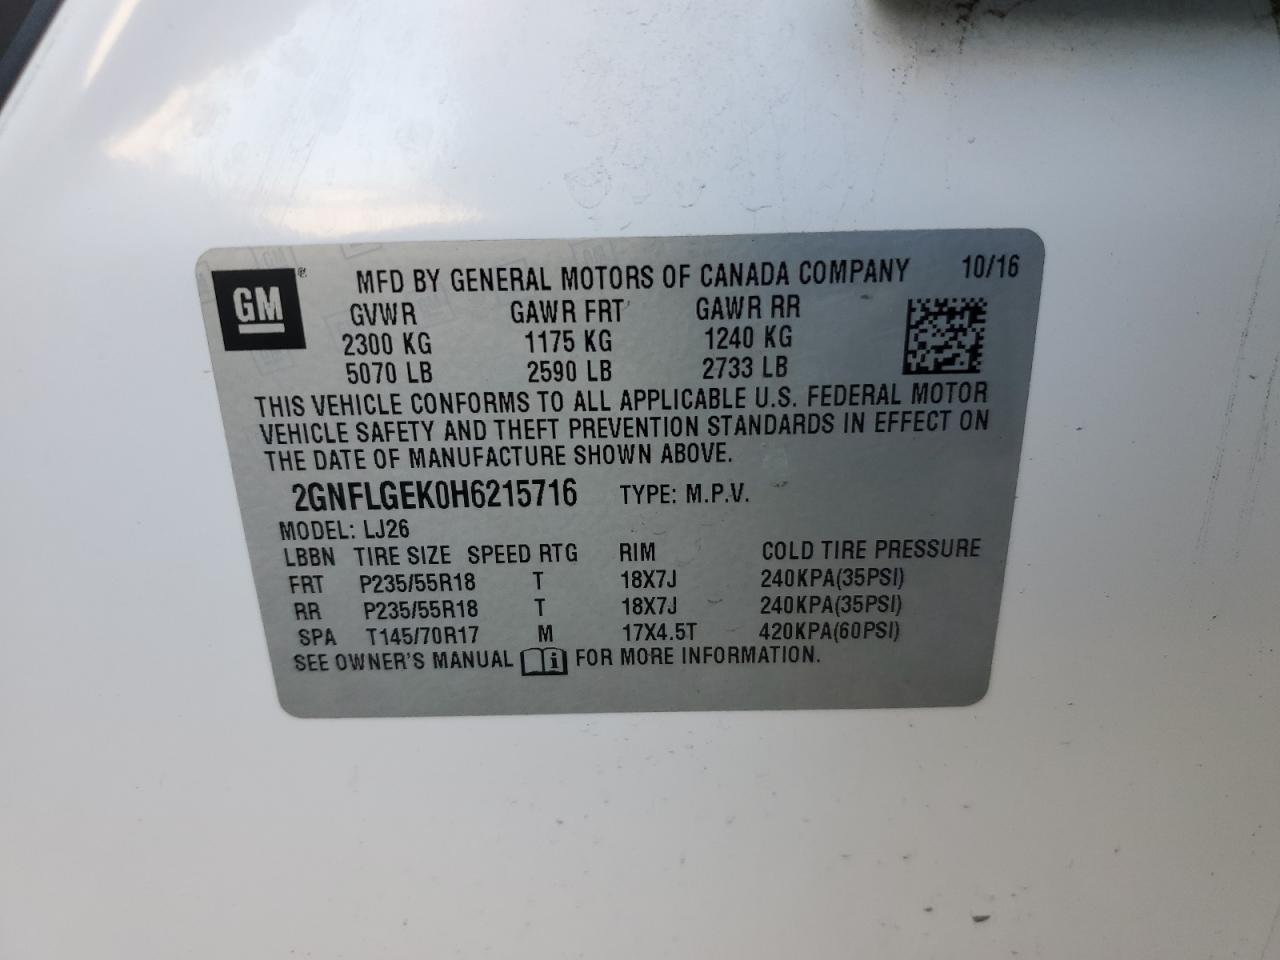 GM ® MFD BY GENERAL MOTORS OF CANADA COMPANY 10/16
GVWR GAWR FRT GAWR RR
2300 KG 1175 KG 1240 KG
5070 LB 2590 LB 2733 LB
THIS VEHICLE CONFORMS TO ALL APPLICABLE U.S. FEDERAL MOTOR
VEHICLE SAFETY AND THEFT PREVENTION STANDARDS IN EFFECT ON
THE DATE OF MANUFACTURE SHOWN ABOVE.
2GNFLGEK0H6215716 TYPE: M.P.V.
MODEL: LJ26
LBBN TIRE SIZE SPEED RTG RIM COLD TIRE PRESSURE
FRT P235/55R18 T 18X7J 240KPA(35PSI)
RR P235/55R18 T 18X7J 240KPA(35PSI)
SPA T145/70R17 M 17X4.5T 420KPA(60PSI)
SEE OWNER'S MANUAL i FOR MORE INFORMATION.